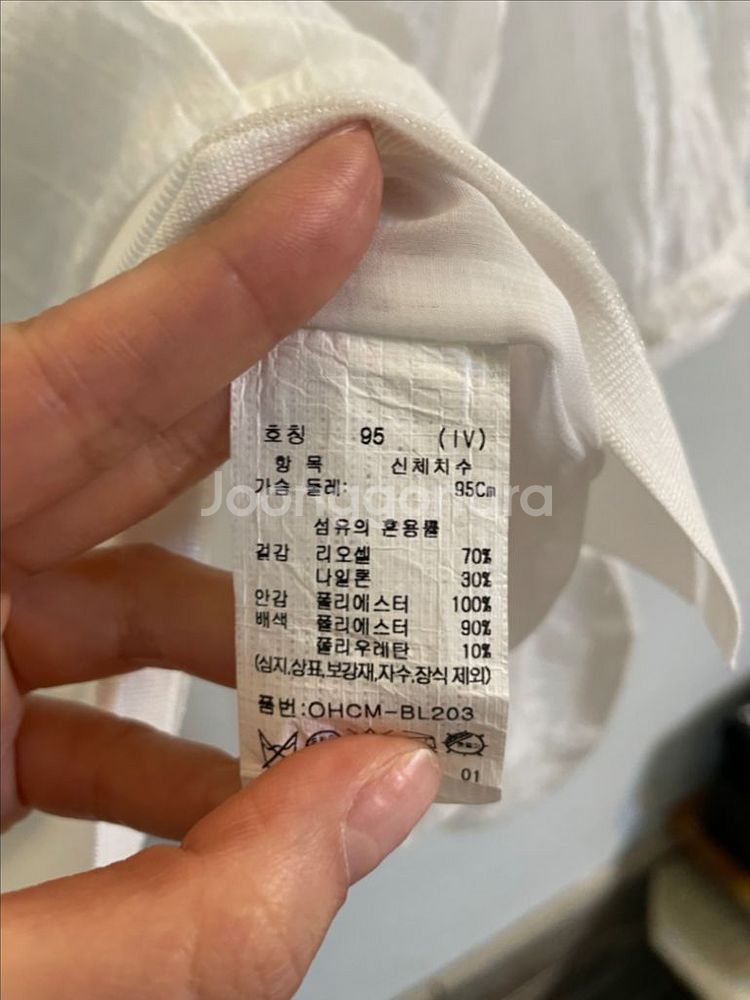 호칭 95 (IV)
항 목 신체치수
가슴 둘레: 95Cm
Joonggonara
섬유의 혼용률
겉감 리오셀 70%
나일론 30%
안감 폴리에스터 100%
배색 폴리에스터 90%
폴리우레탄 10%
(심지,상표,보강재,자수,장식 제외)
품번:OHCM-BL203
01